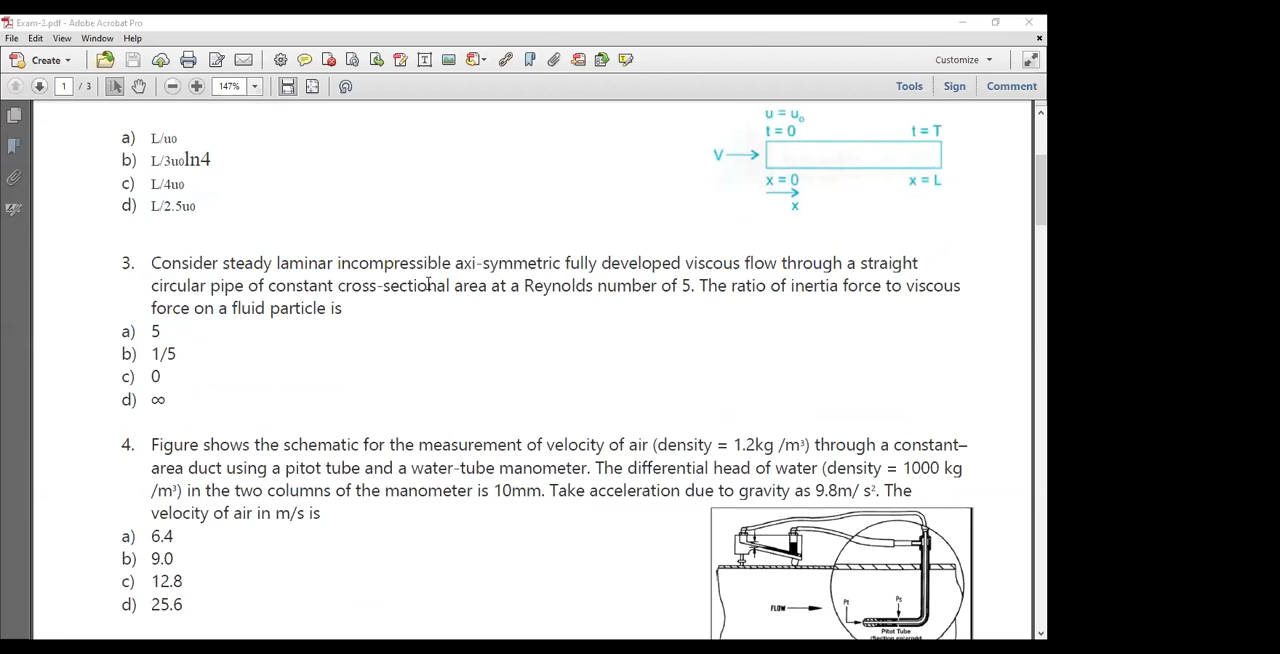 Exam-2.pdf - Adobe Acrobat Pro
File Edit View Window Help
Create
1 / 3 147% Customize
Tools Sign Comment
u = u₀
t = 0 t = T
V
x = 0 x = L
x
a) L/uo
b) L/3uoln4
c) L/4uo
d) L/2.5uo
3. Consider steady laminar incompressible axi-symmetric fully developed viscous flow through a straight
circular pipe of constant cross-sectional area at a Reynolds number of 5. The ratio of inertia force to viscous
force on a fluid particle is
a) 5
b) 1/5
c) 0
d) ∞
4. Figure shows the schematic for the measurement of velocity of air (density = 1.2kg /m³) through a constant–
area duct using a pitot tube and a water-tube manometer. The differential head of water (density = 1000 kg
/m³) in the two columns of the manometer is 10mm. Take acceleration due to gravity as 9.8m/ s². The
velocity of air in m/s is
a) 6.4
b) 9.0
c) 12.8
d) 25.6
FLOW
Pt
Ps
Pitot Tube